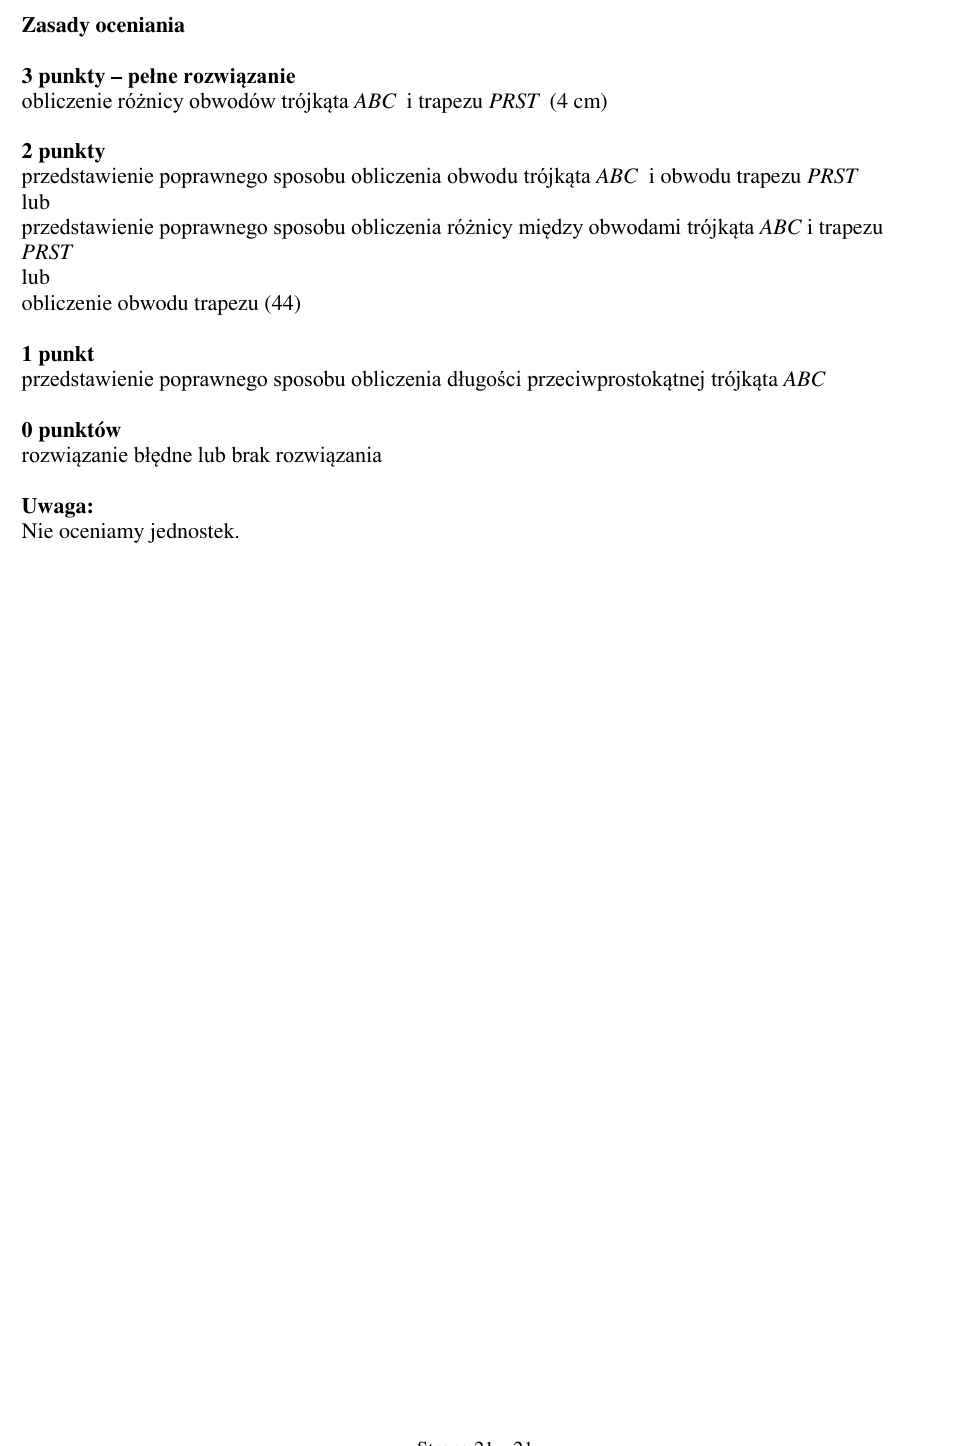 Zasady oceniania
3 punkty – pełne rozwiązanie
obliczenie różnicy obwodów trójkąta ABC i trapezu PRST (4 cm)
2 punkty
przedstawienie poprawnego sposobu obliczenia obwodu trójkąta ABC i obwodu trapezu PRST
lub
przedstawienie poprawnego sposobu obliczenia różnicy między obwodami trójkąta ABC i trapezu
PRST
lub
obliczenie obwodu trapezu (44)
1 punkt
przedstawienie poprawnego sposobu obliczenia długości przeciwprostokątnej trójkąta ABC
0 punktów
rozwiązanie błędne lub brak rozwiązania
Uwaga:
Nie oceniamy jednostek.